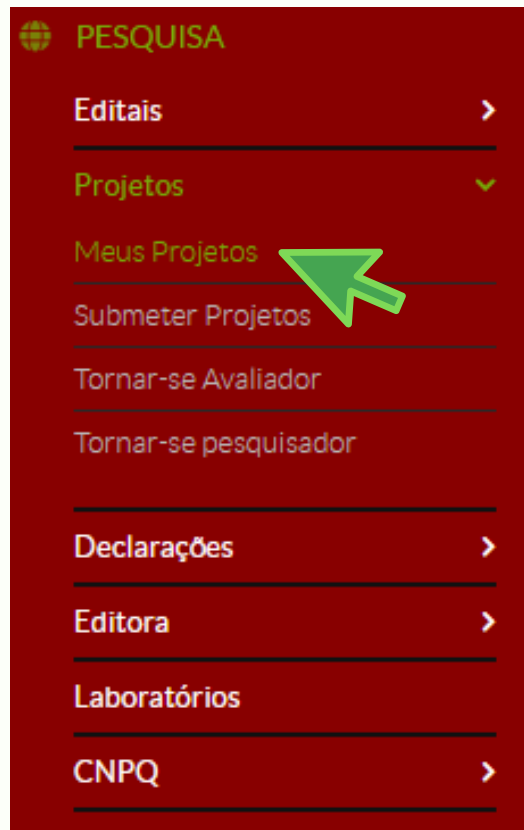 PESQUISA
Editais
Projetos
Meus Projetos
Submeter Projetos
Tornar-se Avaliador
Tornar-se pesquisador
Declarações
Editora
Laboratórios
CNPQ